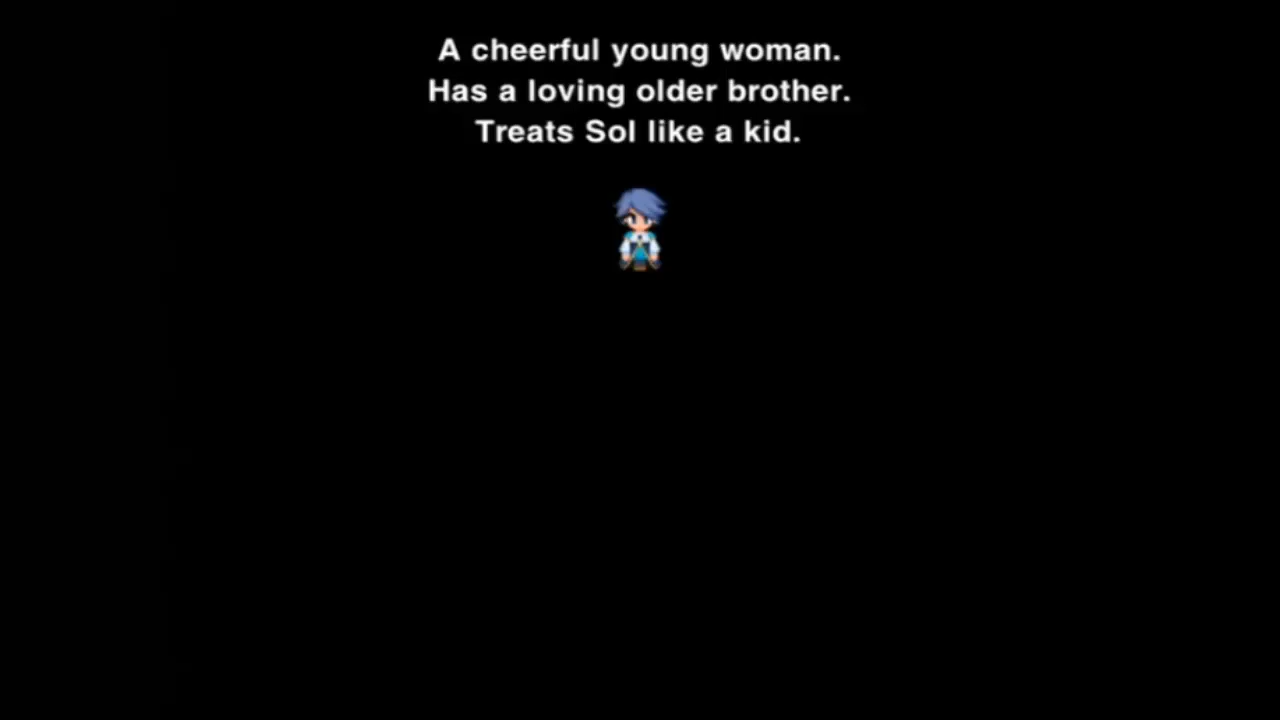 A cheerful young woman.
Has a loving older brother.
Treats Sol like a kid.